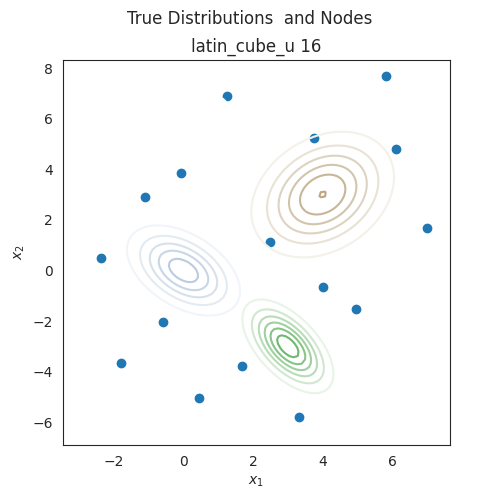 True Distributions  and Nodes
latin_cube_u 16
8
6
4
2
0
−2
−4
−6
x₂
−2 0 2 4 6
x₁